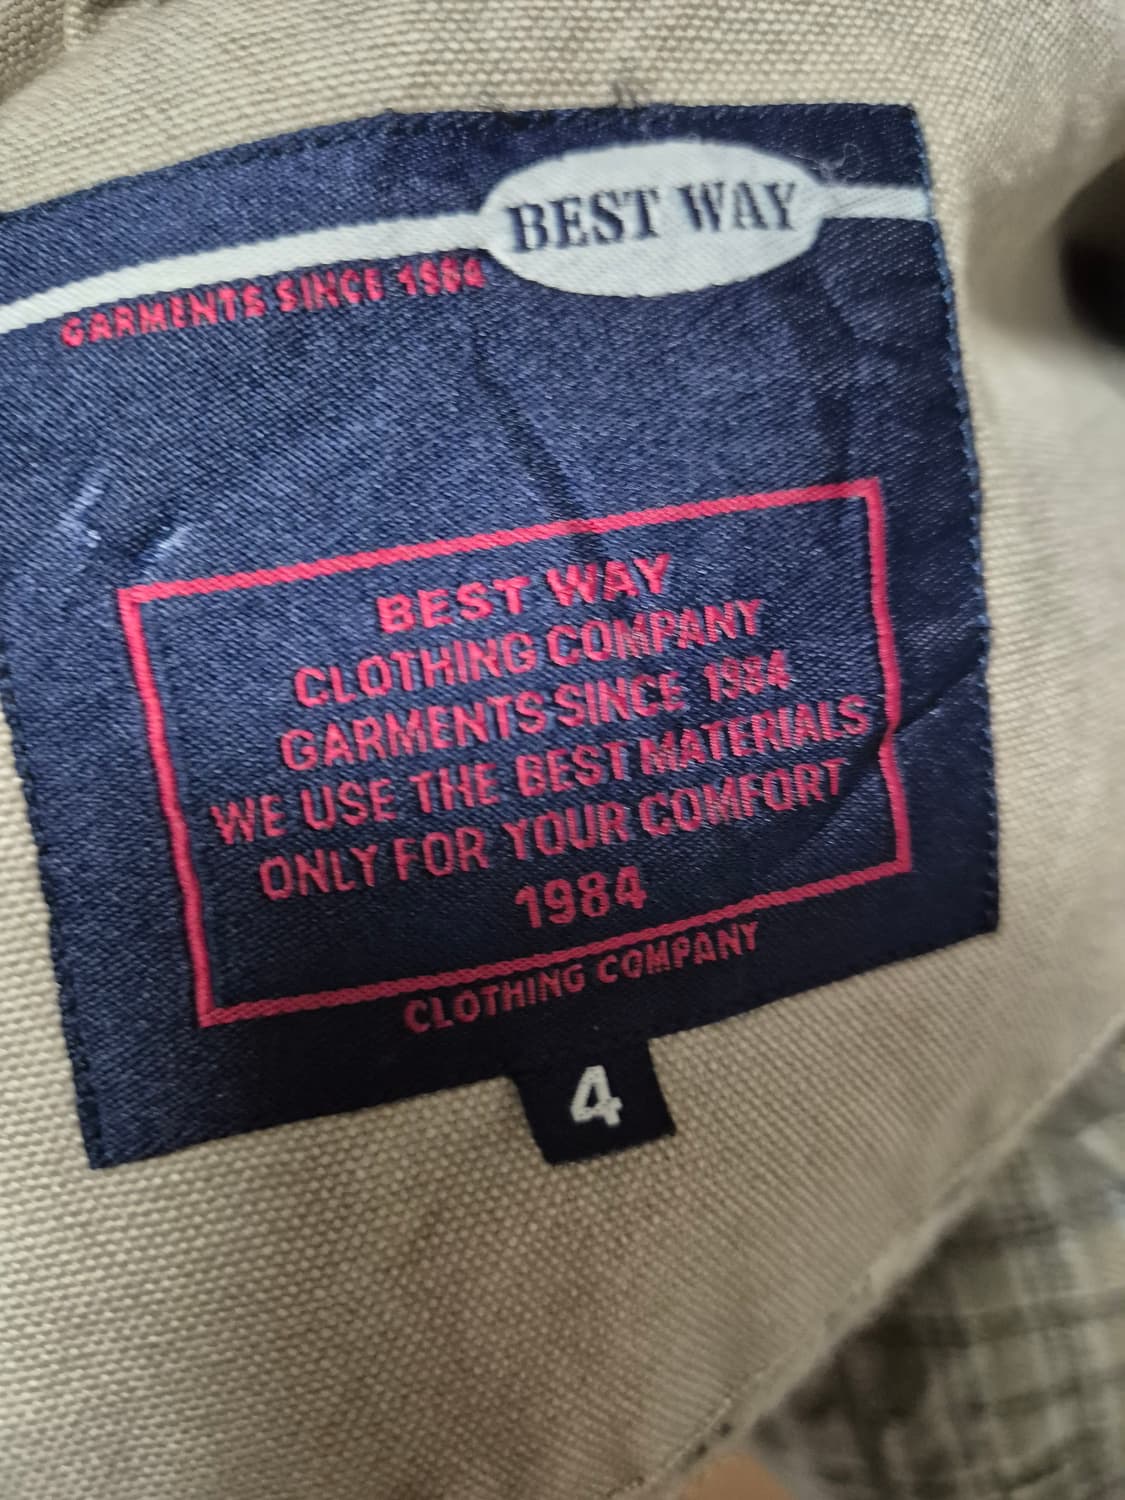 BEST WAY
GARMENTS SINCE 1984
BEST WAY
CLOTHING COMPANY
GARMENTS SINCE 1984
WE USE THE BEST MATERIALS
ONLY FOR YOUR COMFORT
1984
CLOTHING COMPANY
4